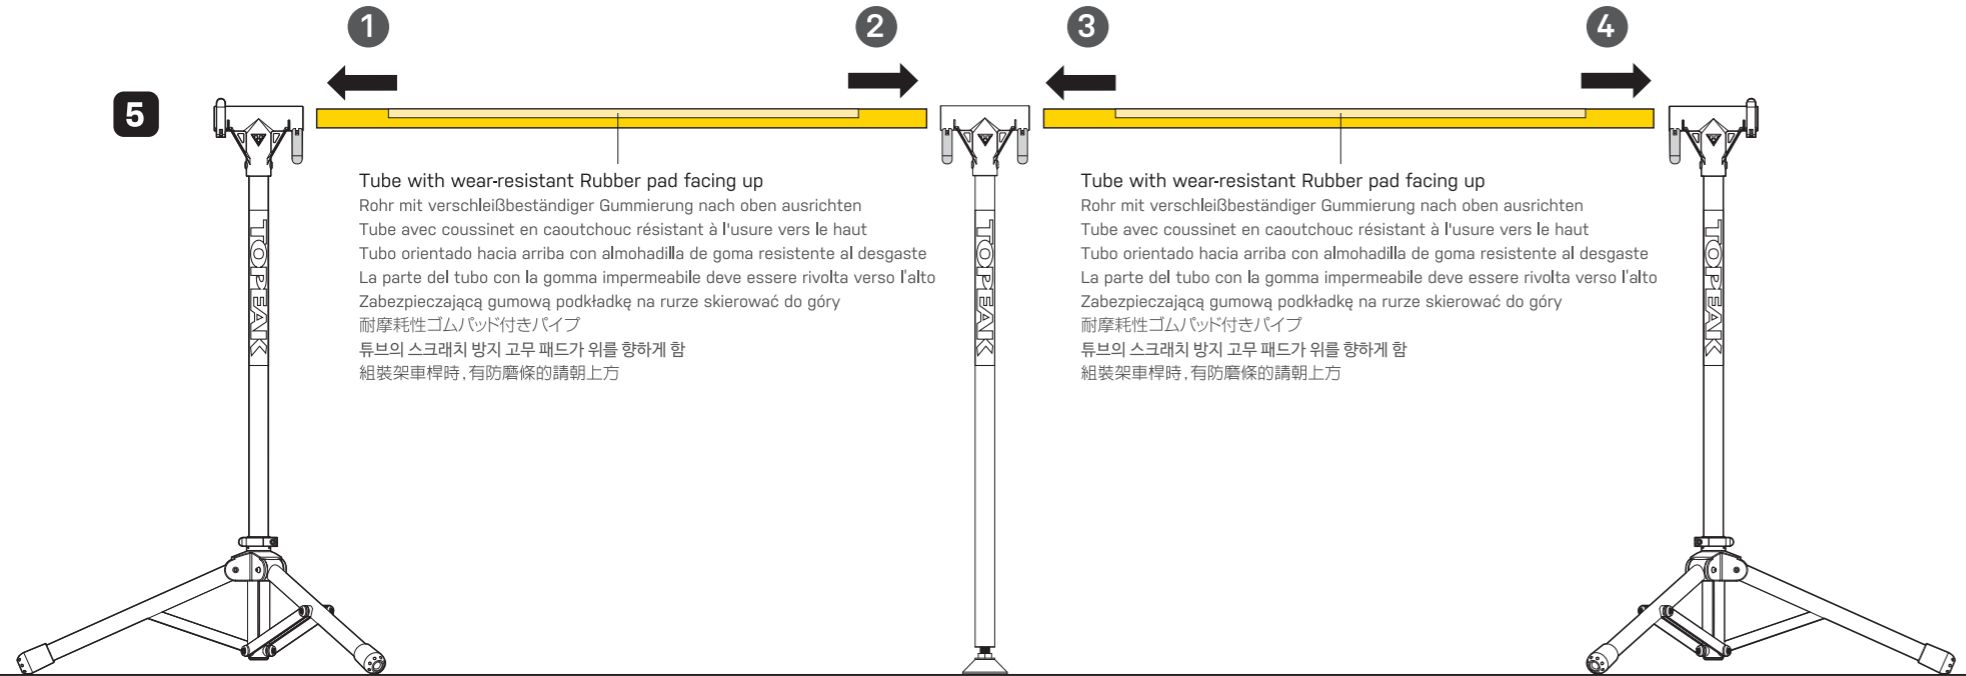 1
2
3
4
5
Tube with wear-resistant Rubber pad facing up
Rohr mit verschleißbeständiger Gummierung nach oben ausrichten
Tube avec coussinet en caoutchouc résistant à l'usure vers le haut
Tubo orientado hacia arriba con almohadilla de goma resistente al desgaste
La parte del tubo con la gomma impermeabile deve essere rivolta verso l'alto
Zabezpieczającą gumową podkładkę na rurze skierować do góry
耐摩耗性ゴムパッド付きパイプ
튜브의 스크래치 방지 고무 패드가 위를 향하게 함
組裝架車桿時,有防磨條的請朝上方
Tube with wear-resistant Rubber pad facing up
Rohr mit verschleißbeständiger Gummierung nach oben ausrichten
Tube avec coussinet en caoutchouc résistant à l'usure vers le haut
Tubo orientado hacia arriba con almohadilla de goma resistente al desgaste
La parte del tubo con la gomma impermeabile deve essere rivolta verso l'alto
Zabezpieczającą gumową podkładkę na rurze skierować do góry
耐摩耗性ゴムパッド付きパイプ
튜브의 스크래치 방지 고무 패드가 위를 향하게 함
組裝架車桿時,有防磨條的請朝上方
TOPEAK
TOPEAK
TOPEAK